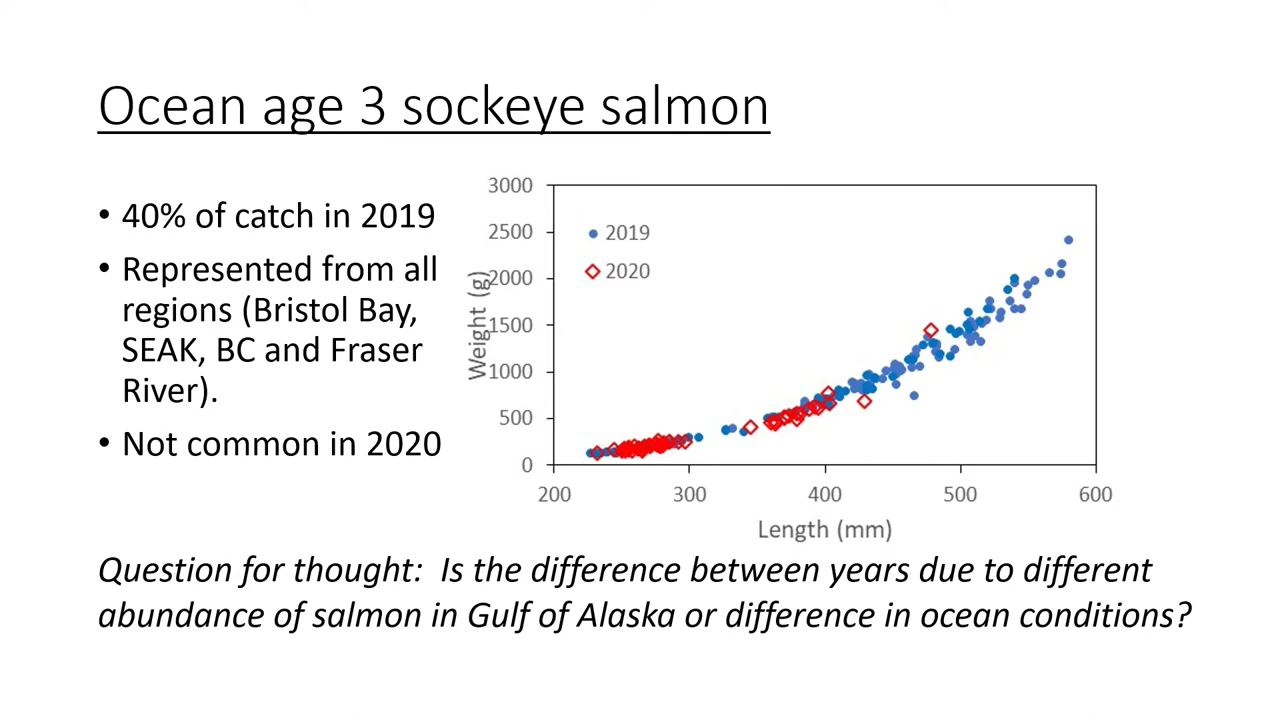 Ocean age 3 sockeye salmon
• 40% of catch in 2019
• Represented from all
regions (Bristol Bay,
SEAK, BC and Fraser
River).
• Not common in 2020
3000
2500
2000
1500
1000
500
0
Weight (g)
2019
2020
200 300 400 500 600
Length (mm)
Question for thought: Is the difference between years due to different
abundance of salmon in Gulf of Alaska or difference in ocean conditions?